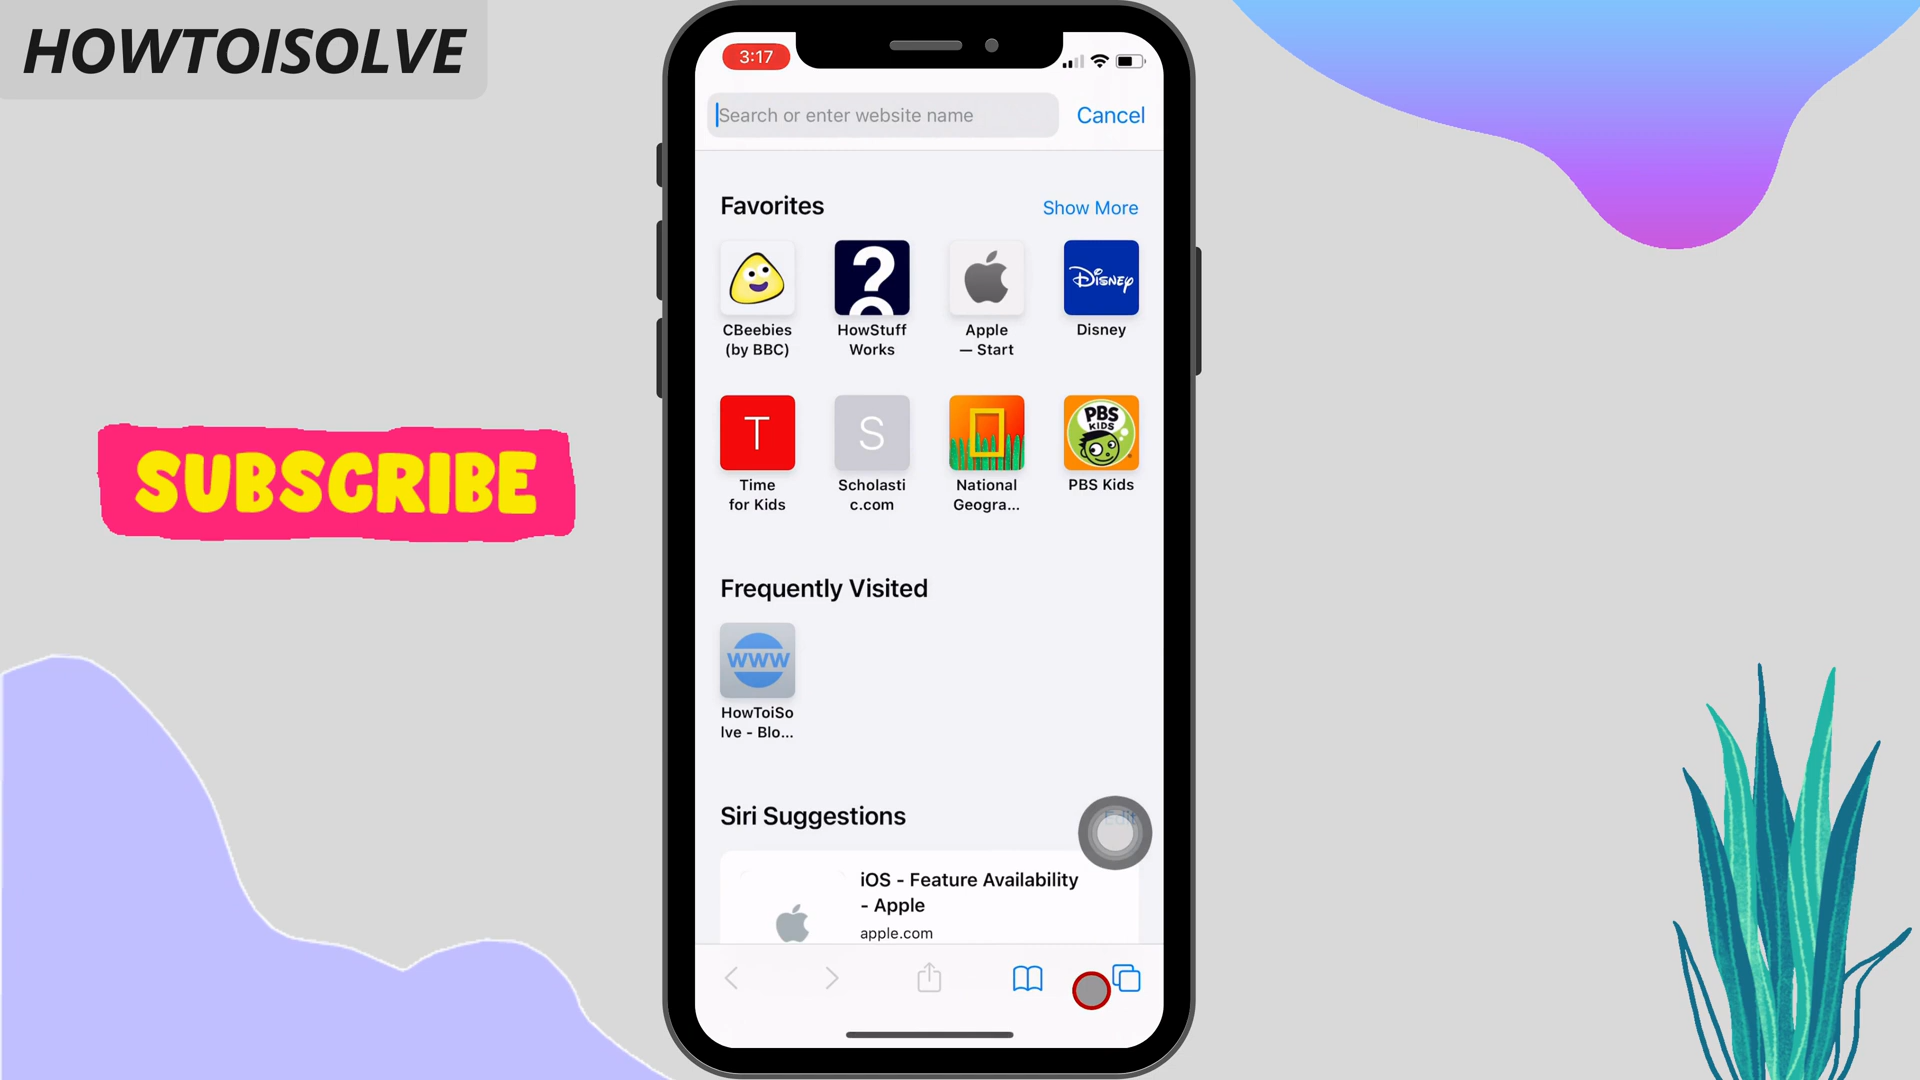 HOWTOISOLVE
3:17
Search or enter website name
Cancel
Favorites
Show More
CBeebies
(by BBC)
HowStuff
Works
Apple
— Start
Disney
Disney
T
S
PBS
KIDS
Time
for Kids
Scholasti
c.com
National
Geogra...
PBS Kids
SUBSCRIBE
Frequently Visited
WWW
HowToiSo
lve - Blo...
Siri Suggestions
Edit
iOS - Feature Availability
- Apple
apple.com